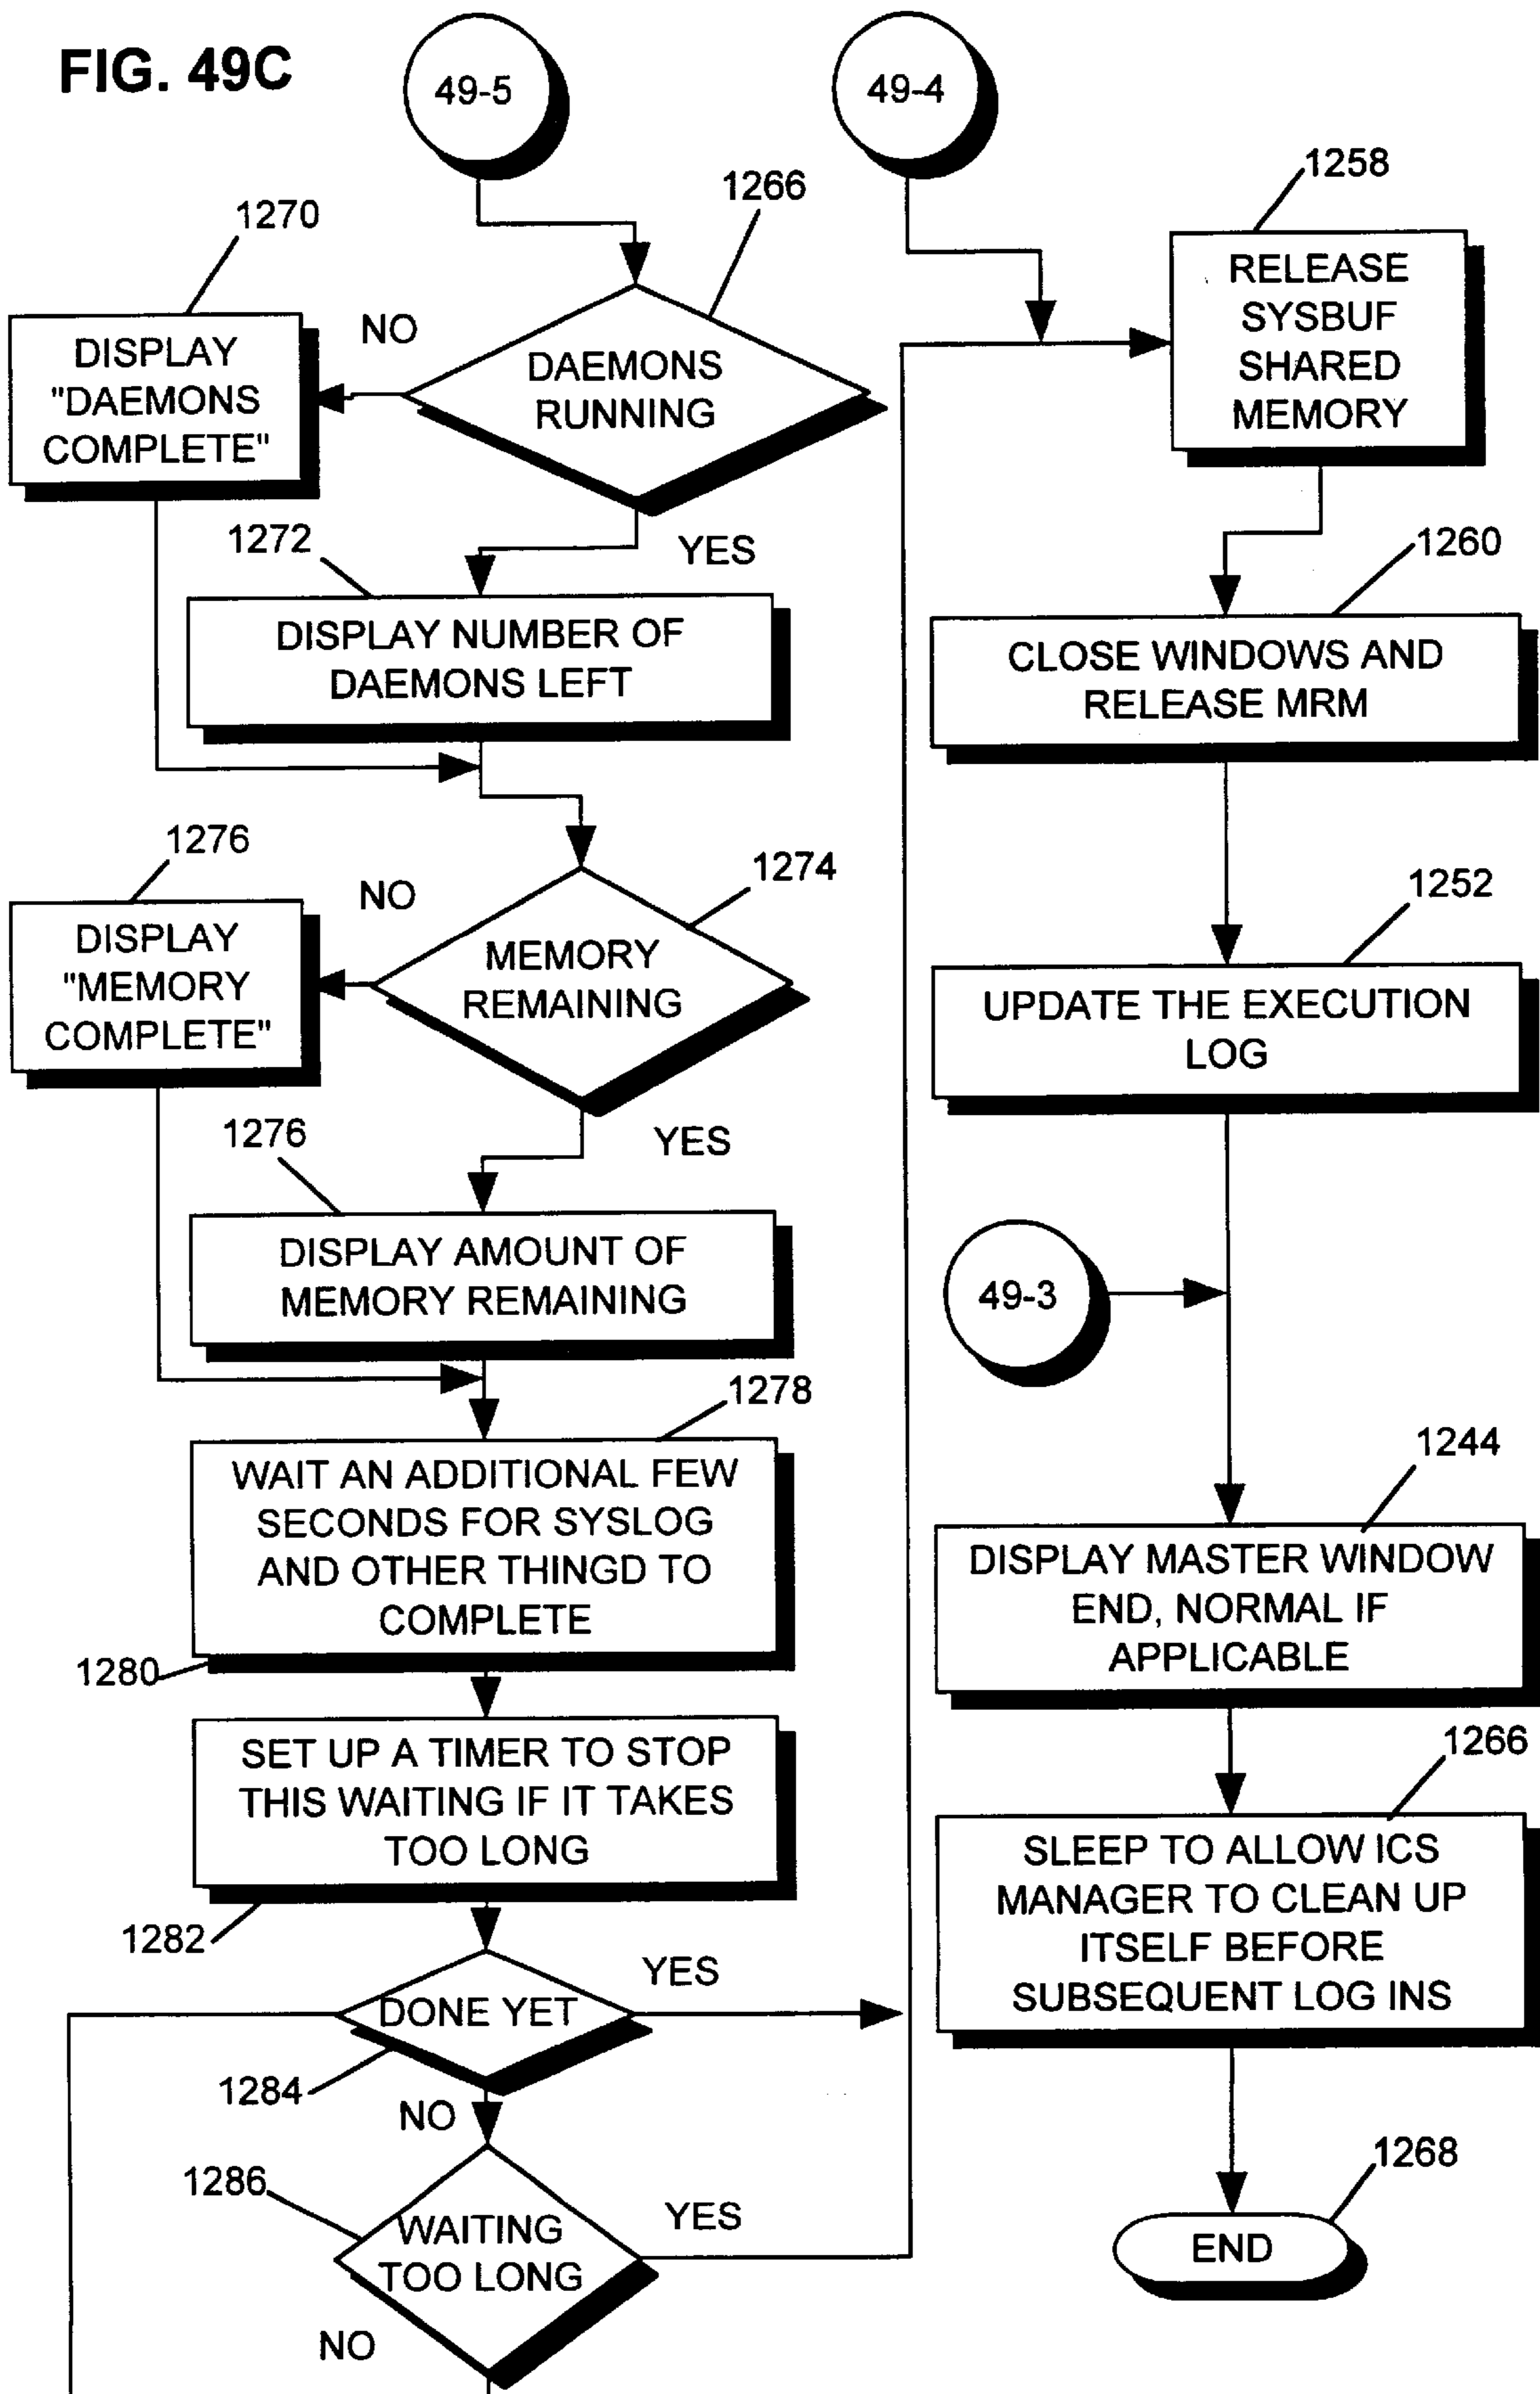 FIG. 49C
49-5
49-4
1258
1266
1270
RELEASE
SYSBUF
SHARED
MEMORY
NO
DISPLAY
"DAEMONS
COMPLETE"
DAEMONS
RUNNING
1272
YES
1260
DISPLAY NUMBER OF
DAEMONS LEFT
CLOSE WINDOWS AND
RELEASE MRM
1276
1274
NO
1252
DISPLAY
"MEMORY
COMPLETE"
MEMORY
REMAINING
UPDATE THE EXECUTION
LOG
1276
YES
DISPLAY AMOUNT OF
MEMORY REMAINING
49-3
1278
1244
WAIT AN ADDITIONAL FEW
SECONDS FOR SYSLOG
AND OTHER THINGD TO
COMPLETE
DISPLAY MASTER WINDOW
END, NORMAL IF
APPLICABLE
1280
SET UP A TIMER TO STOP
THIS WAITING IF IT TAKES
TOO LONG
1266
SLEEP TO ALLOW ICS
MANAGER TO CLEAN UP
ITSELF BEFORE
SUBSEQUENT LOG INS
1282
YES
DONE YET
1284
NO
1286
WAITING
TOO LONG
YES
1268
END
NO